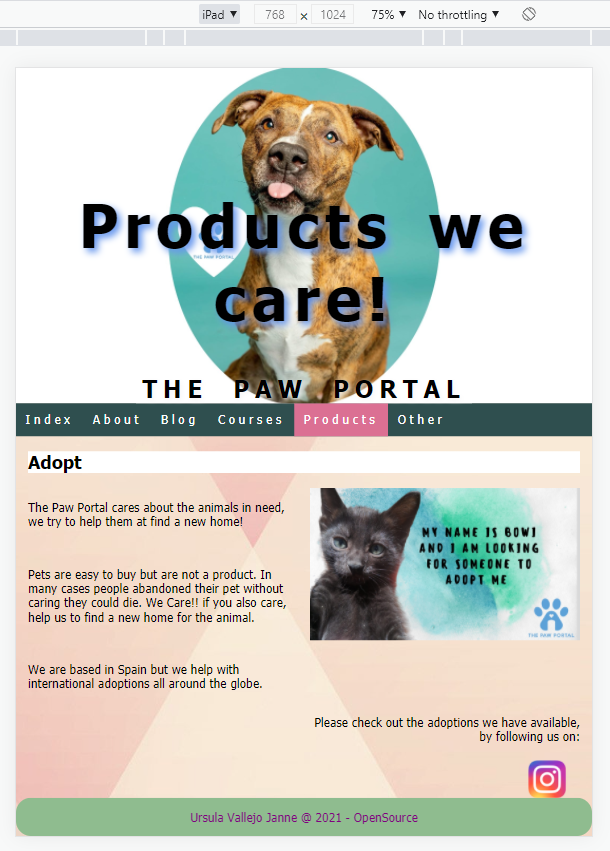 iPad ▼ 768 × 1024 75% ▼ No throttling ▼
Products we
care!
THE PAW PORTAL
THE PAW PORTAL
Index About Blog Courses Products Other
Adopt
The Paw Portal cares about the animals in need,
we try to help them at find a new home!
Pets are easy to buy but are not a product. In
many cases people abandoned their pet without
caring they could die. We Care!! if you also care,
help us to find a new home for the animal.
We are based in Spain but we help with
international adoptions all around the globe.
MY NAME IS BOWI
AND I AM LOOKING
FOR SOMEONE TO
ADOPT ME
THE PAW PORTAL
Please check out the adoptions we have available,
by following us on:
Ursula Vallejo Janne @ 2021 - OpenSource